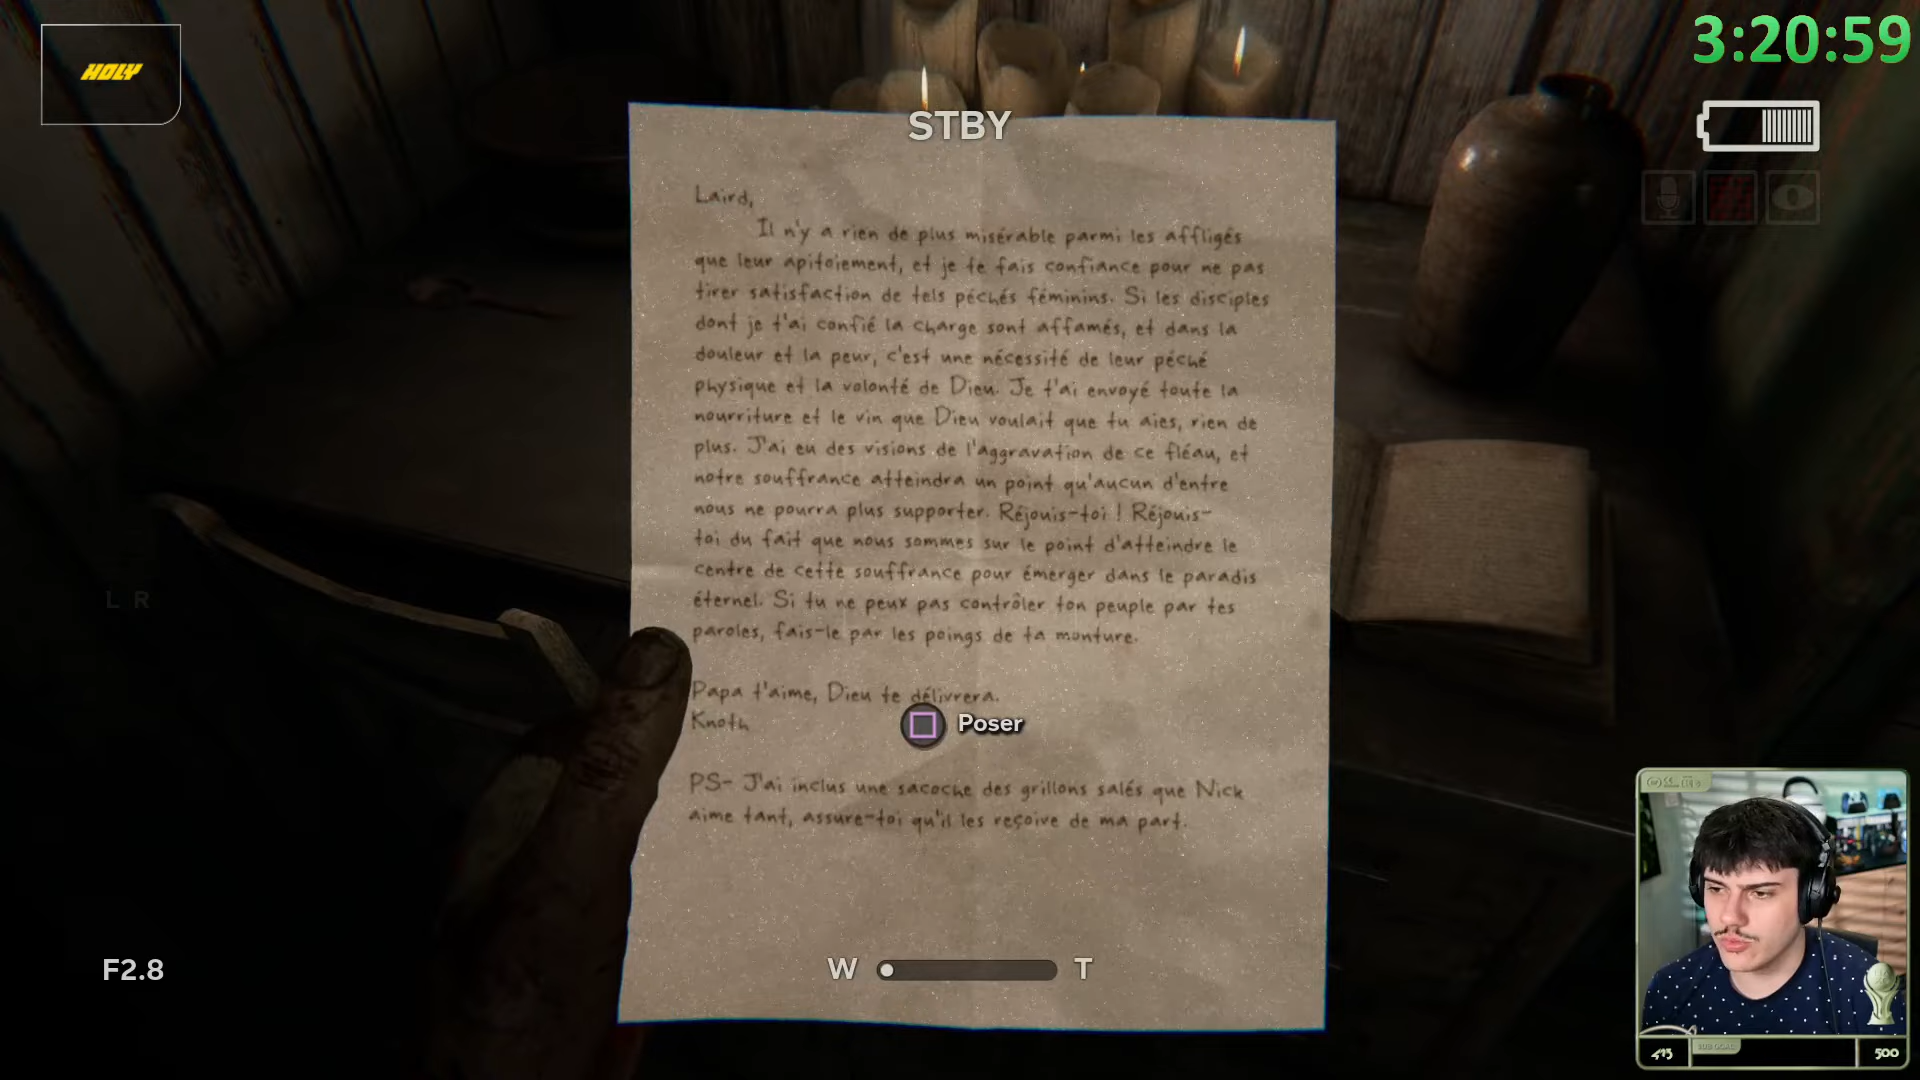 HOLY
3:20:59
STBY
Laird,
Il n'y a rien de plus misérable parmi les affligés
que leur apitoiement, et je te fais confiance pour ne pas
tirer satisfaction de tels péchés féminins. Si les disciples
dont je t'ai confié la charge sont affamés, et dans la
douleur et la peur, c'est une nécessité de leur péché
physique et la volonté de Dieu. Je t'ai envoyé toute la
nourriture et le vin que Dieu voulait que tu aies, rien de
plus. J'ai eu des visions de l'aggravation de ce fléau, et
notre souffrance atteindra un point qu'aucun d'entre
nous ne pourra plus supporter. Réjouis-toi ! Réjouis-
toi du fait que nous sommes sur le point d'atteindre le
centre de cette souffrance pour émerger dans le paradis
éternel. Si tu ne peux pas contrôler ton peuple par tes
paroles, fais-le par les poings de ta monture.
L R
Papa t'aime, Dieu te délivrera.
Knoth
Poser
PS- J'ai inclus une sacoche des grillons salés que Nick
aime tant, assure-toi qu'il les reçoive de ma part.
F2.8
W T
413
SUB GOAL
500